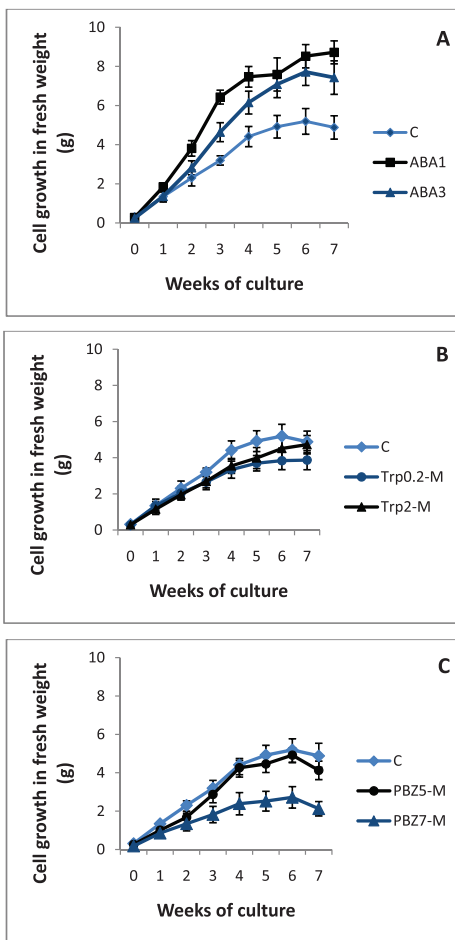 A
10
8
6
4
2
0
Cell growth in fresh weight
(g)
0 1 2 3 4 5 6 7
Weeks of culture
C
ABA1
ABA3
B
10
8
6
4
2
0
Cell growth in fresh weight
(g)
0 1 2 3 4 5 6 7
Weeks of culture
C
Trp0.2-M
Trp2-M
C
10
8
6
4
2
0
Cell growth in fresh weight
(g)
0 1 2 3 4 5 6 7
Weeks of culture
C
PBZ5-M
PBZ7-M